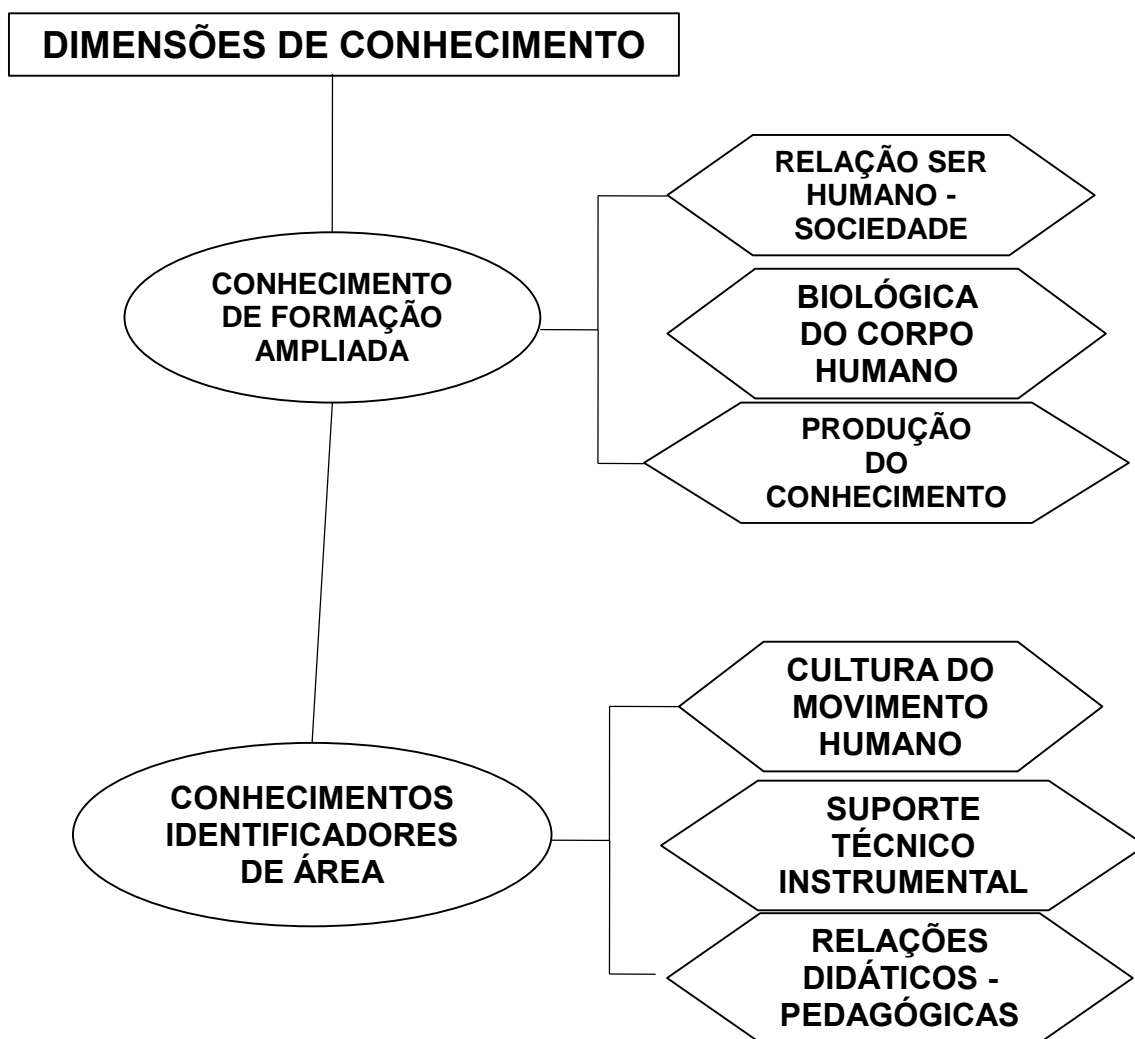 DIMENSÕES DE CONHECIMENTO
CONHECIMENTO
DE FORMAÇÃO
AMPLIADA
RELAÇÃO SER
HUMANO -
SOCIEDADE
BIOLÓGICA
DO CORPO
HUMANO
PRODUÇÃO
DO
CONHECIMENTO
CONHECIMENTOS
IDENTIFICADORES
DE ÁREA
CULTURA DO
MOVIMENTO
HUMANO
SUPORTE
TÉCNICO
INSTRUMENTAL
RELAÇÕES
DIDÁTICOS -
PEDAGÓGICAS